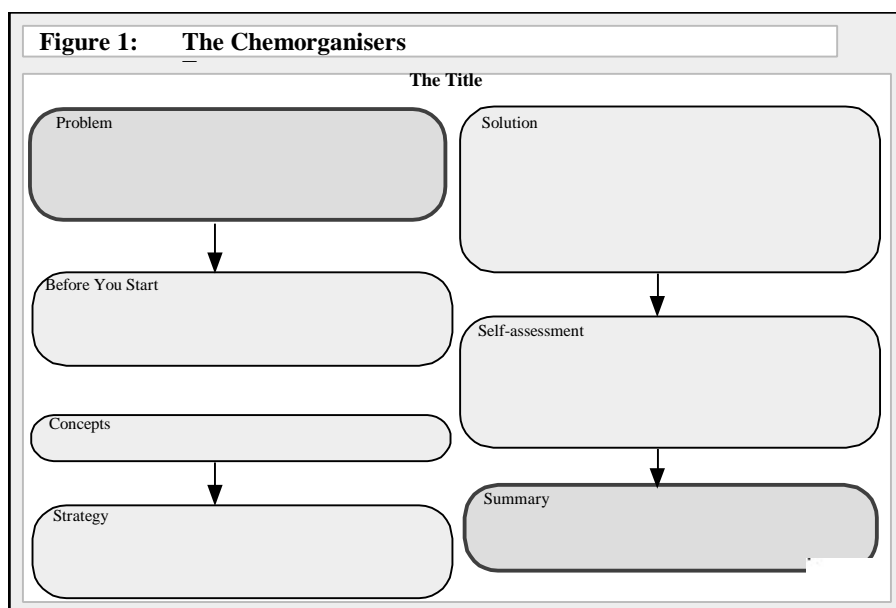 Figure 1: The Chemorganisers
The Title
Problem
Before You Start
Concepts
Strategy
Solution
Self-assessment
Summary